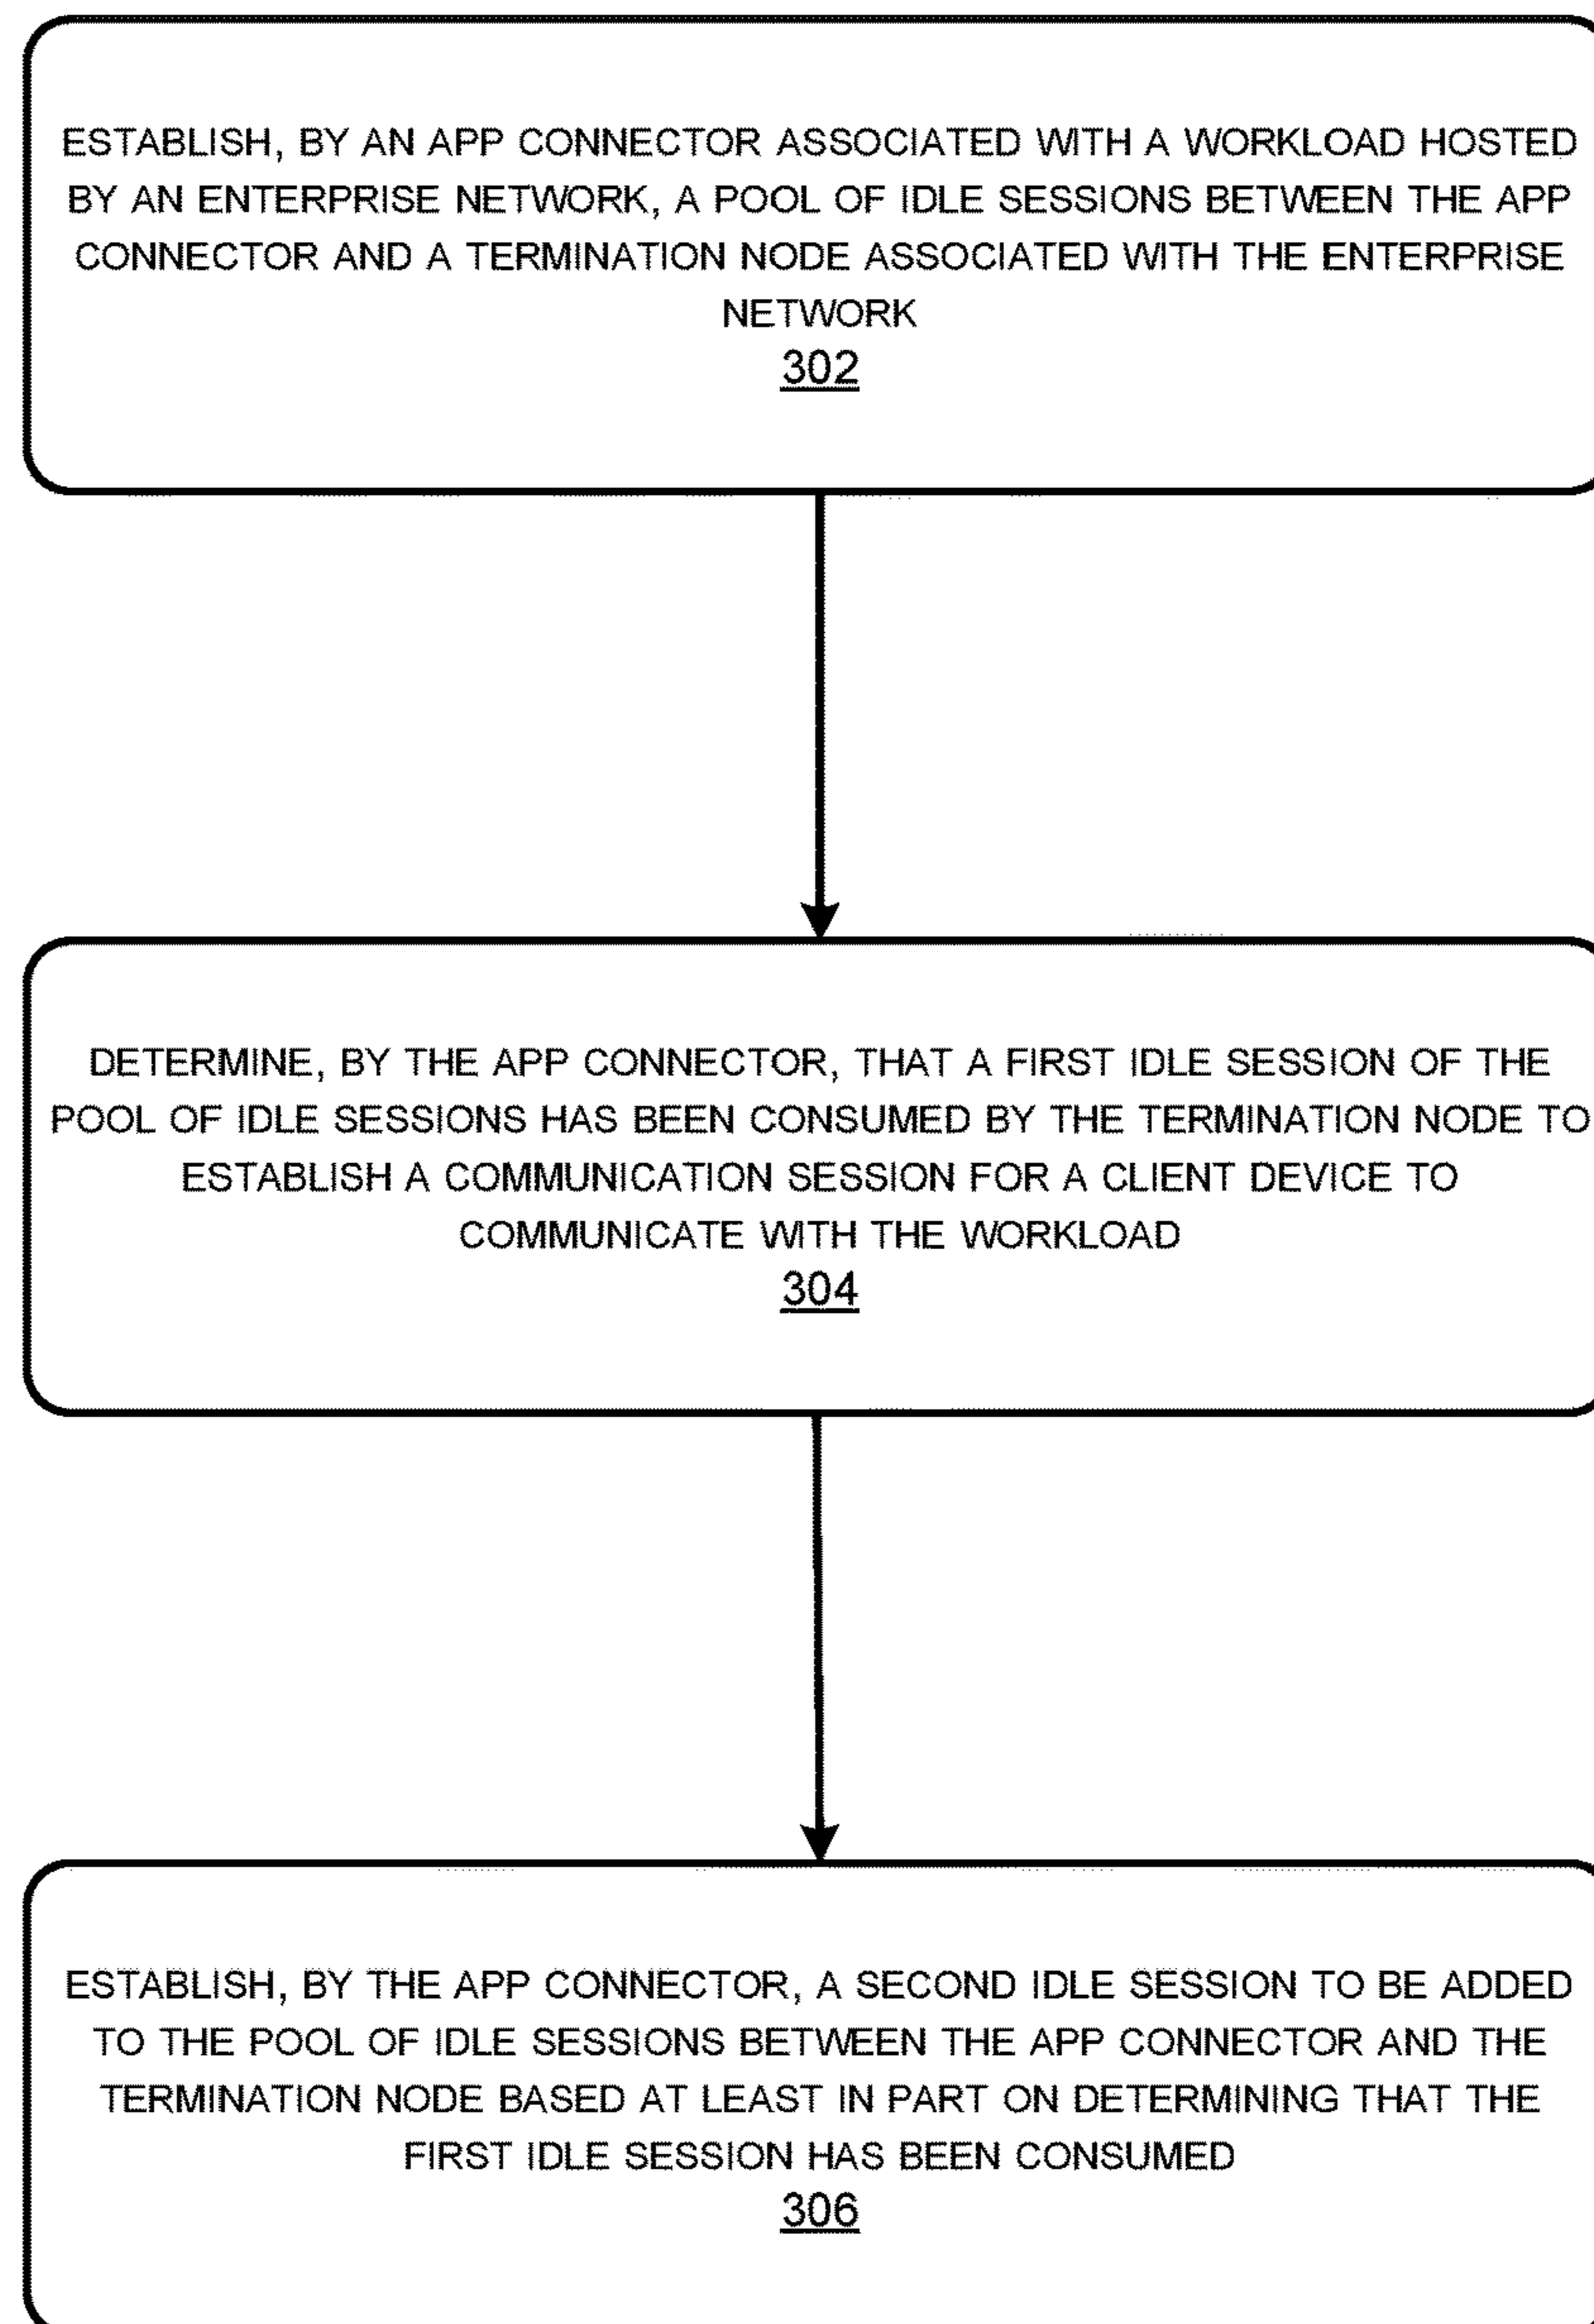 ESTABLISH, BY AN APP CONNECTOR ASSOCIATED WITH A WORKLOAD HOSTED
BY AN ENTERPRISE NETWORK, A POOL OF IDLE SESSIONS BETWEEN THE APP
CONNECTOR AND A TERMINATION NODE ASSOCIATED WITH THE ENTERPRISE
NETWORK
302
DETERMINE, BY THE APP CONNECTOR, THAT A FIRST IDLE SESSION OF THE
POOL OF IDLE SESSIONS HAS BEEN CONSUMED BY THE TERMINATION NODE TO
ESTABLISH A COMMUNICATION SESSION FOR A CLIENT DEVICE TO
COMMUNICATE WITH THE WORKLOAD
304
ESTABLISH, BY THE APP CONNECTOR, A SECOND IDLE SESSION TO BE ADDED
TO THE POOL OF IDLE SESSIONS BETWEEN THE APP CONNECTOR AND THE
TERMINATION NODE BASED AT LEAST IN PART ON DETERMINING THAT THE
FIRST IDLE SESSION HAS BEEN CONSUMED
306